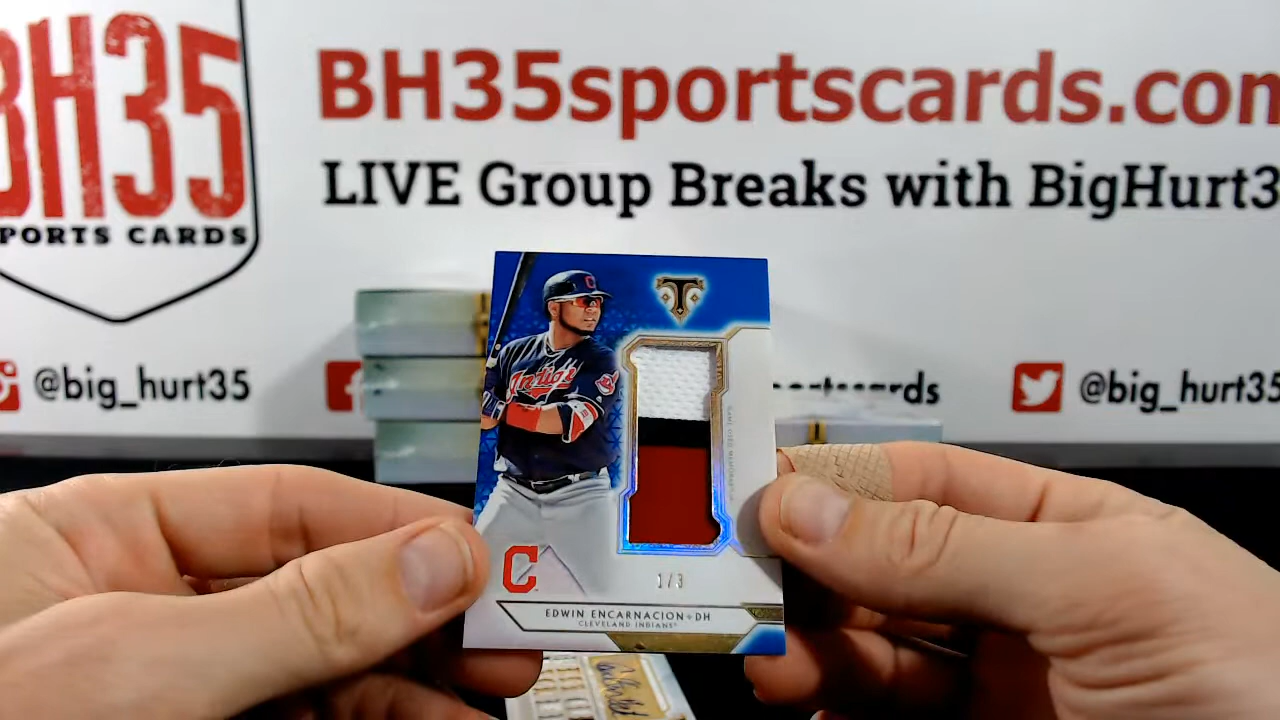 BH35
PORTS CARDS
BH35sportscards.com
LIVE Group Breaks with BigHurt3
@big_hurt35
@big_hurt35
Indians
C
T
C
1/3
EDWIN ENCARNACION DH
CLEVELAND INDIANS